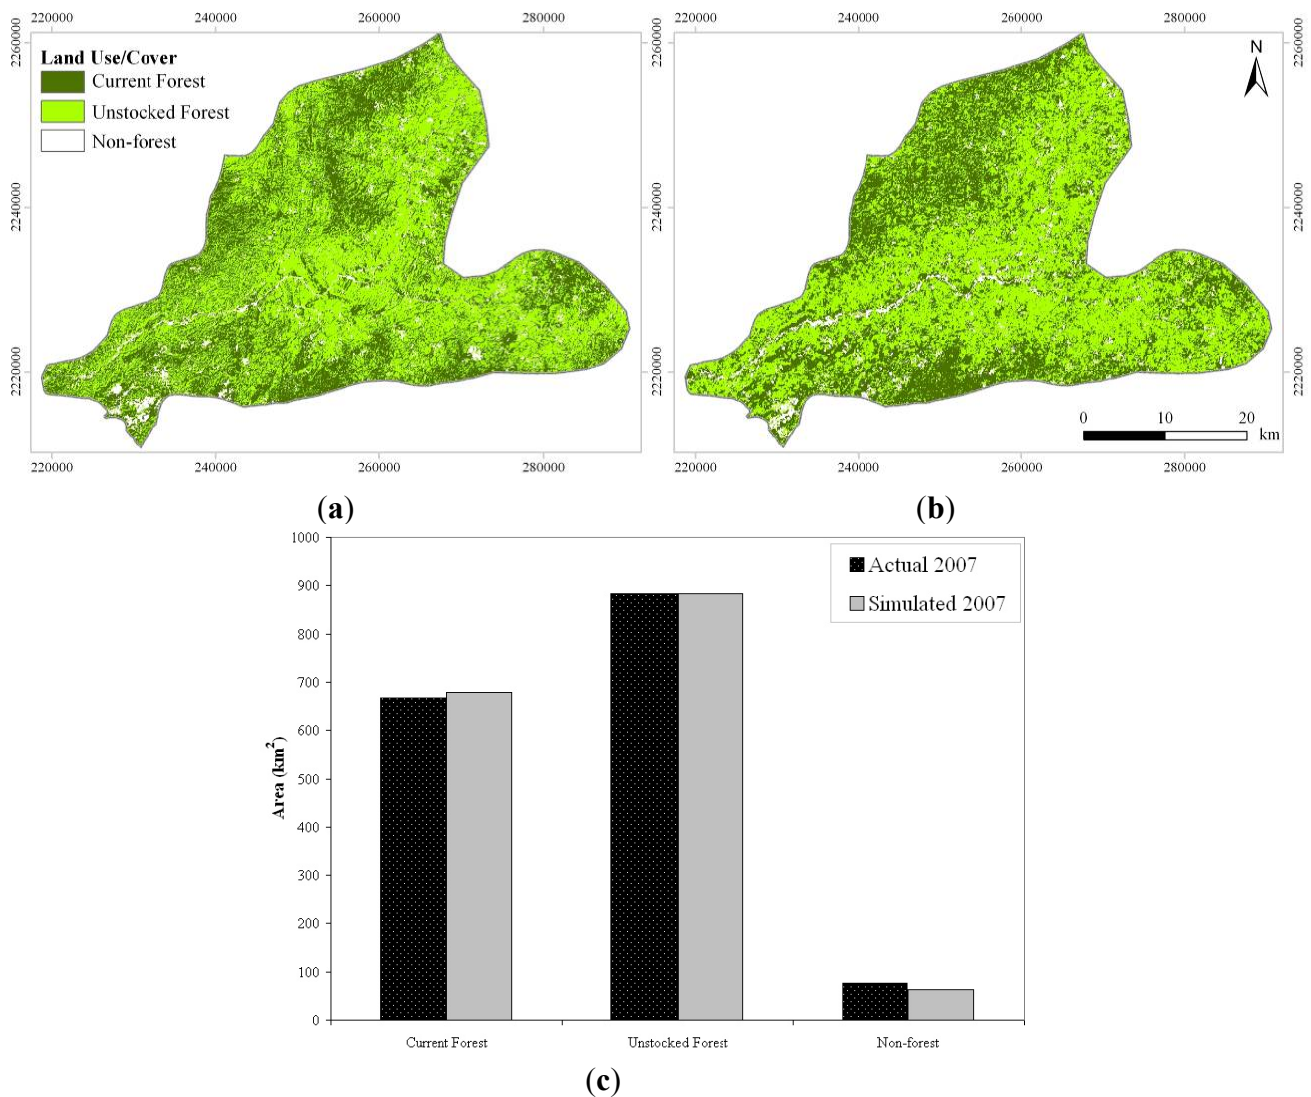 220000 240000 260000 280000 220000 240000 260000 280000
2260000 2260000
Land Use/Cover
Current Forest
Unstocked Forest
Non-forest
N
2240000 2240000
2220000 2220000
0 10 20
km
220000 240000 260000 280000 220000 240000 260000 280000
(a) (b)
1000
900
800
700
600
500
400
300
200
100
0
Area (km²)
Actual 2007
Simulated 2007
Current Forest Unstocked Forest Non-forest
(c)